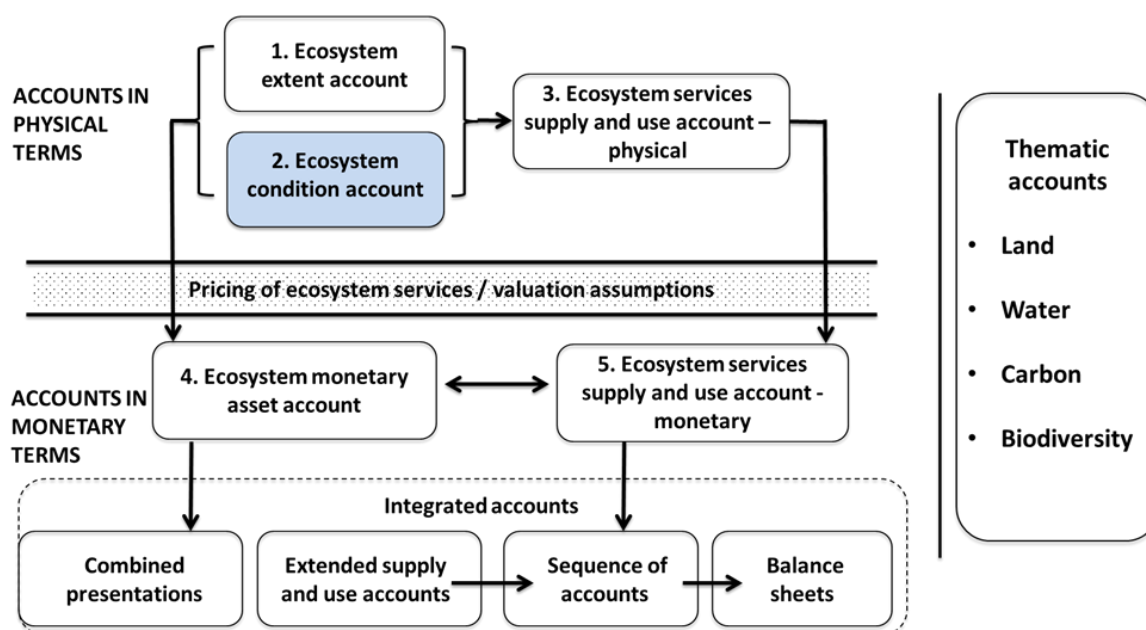 1. Ecosystem
extent account
ACCOUNTS IN
PHYSICAL
TERMS
2. Ecosystem
condition account
3. Ecosystem services
supply and use account –
physical
Pricing of ecosystem services / valuation assumptions
4. Ecosystem monetary
asset account
5. Ecosystem services
supply and use account -
monetary
ACCOUNTS IN
MONETARY
TERMS
Integrated accounts
Combined
presentations
Extended supply
and use accounts
Sequence of
accounts
Balance
sheets
Thematic
accounts
• Land
• Water
• Carbon
• Biodiversity